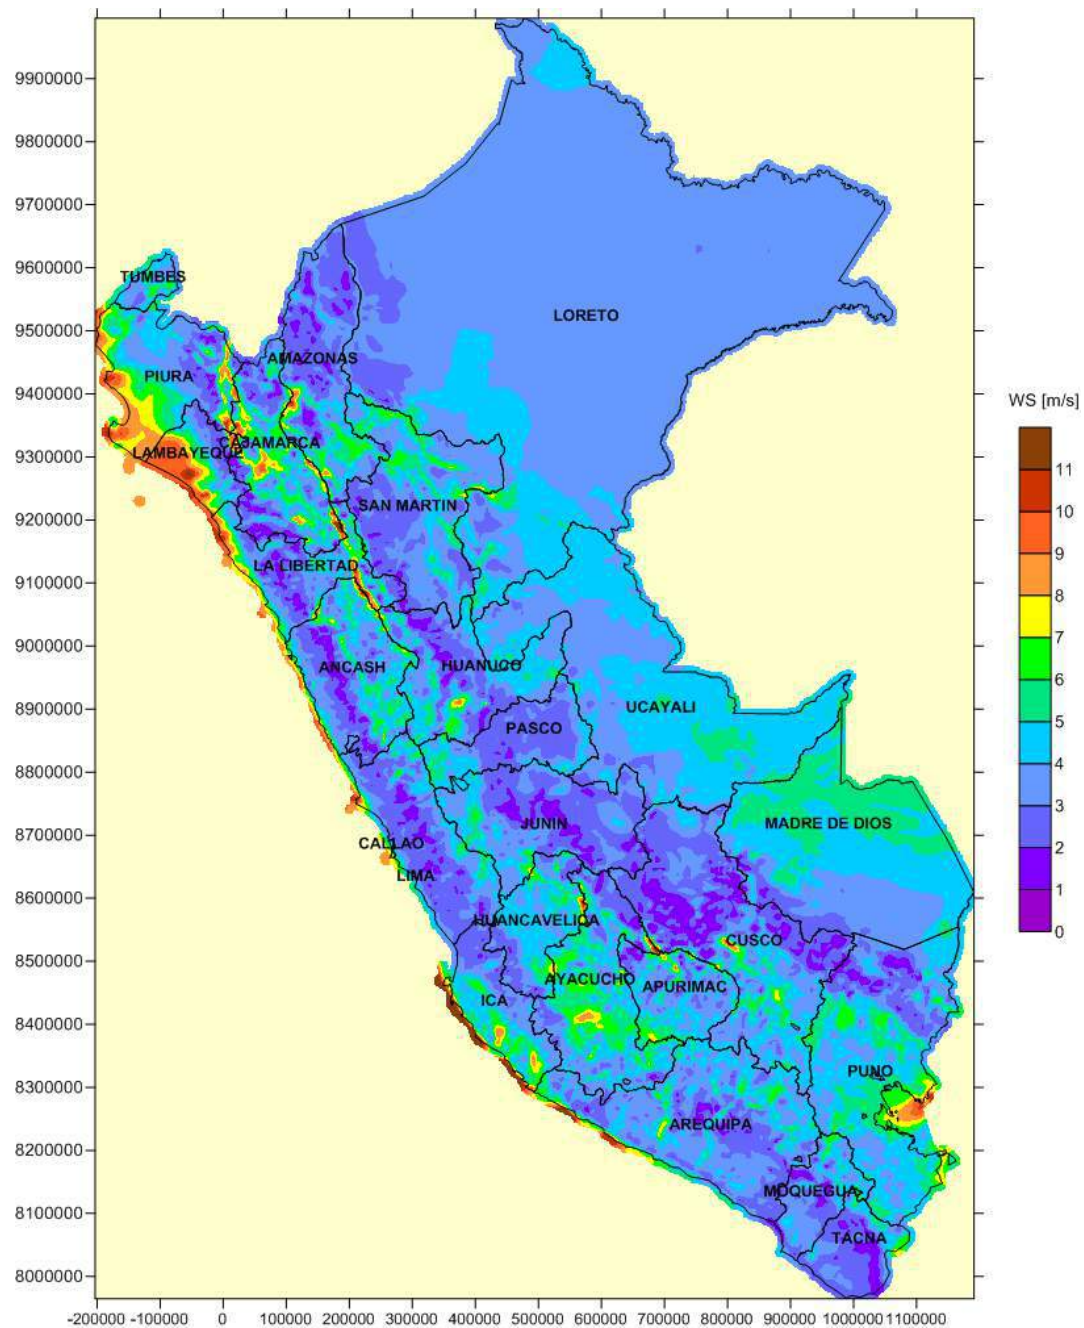 9900000
9800000
9700000
9600000
TUMBES
LORETO
9500000
AMAZONAS
PIURA
9400000
WS [m/s]
CAJAMARCA
LAMBAYEQUE
9300000
11
SAN MARTIN
10
9200000
9
LA LIBERTAD
9100000
8
7
9000000
ANCASH
HUANUCO
6
UCAYALI
8900000
PASCO
5
4
8800000
MADRE DE DIOS
JUNIN
3
8700000
CALLAO
2
LIMA
1
8600000
HUANCAVELICA
0
CUSCO
8500000
AYACUCHO
APURIMAC
ICA
8400000
PUNO
8300000
AREQUIPA
8200000
MOQUEGUA
8100000
TACNA
8000000
-200000 -100000 0 100000 200000 300000 400000 500000 600000 700000 800000 900000 1000000 1100000